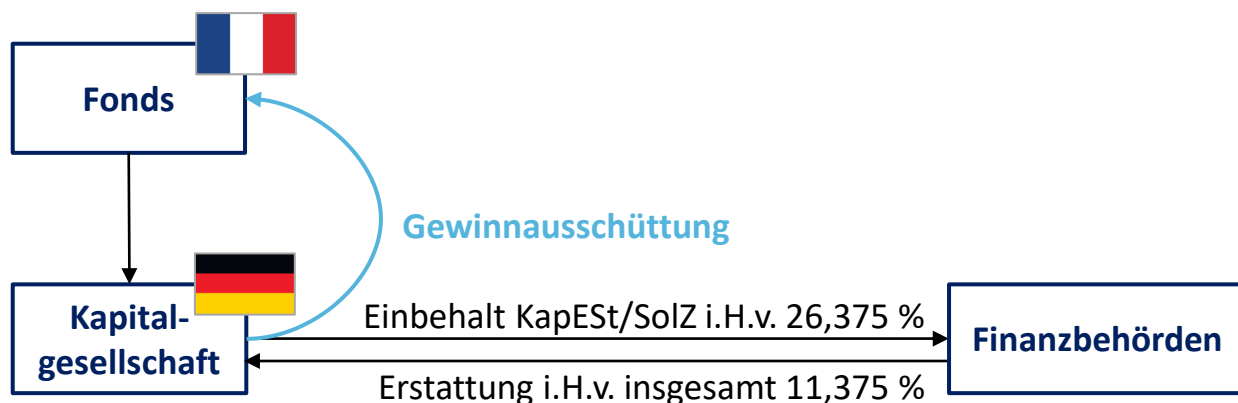 Fonds
Gewinnausschüttung
Kapital-
gesellschaft
Einbehalt KapESt/SolZ i.H.v. 26,375 %
Erstattung i.H.v. insgesamt 11,375 %
Finanzbehörden